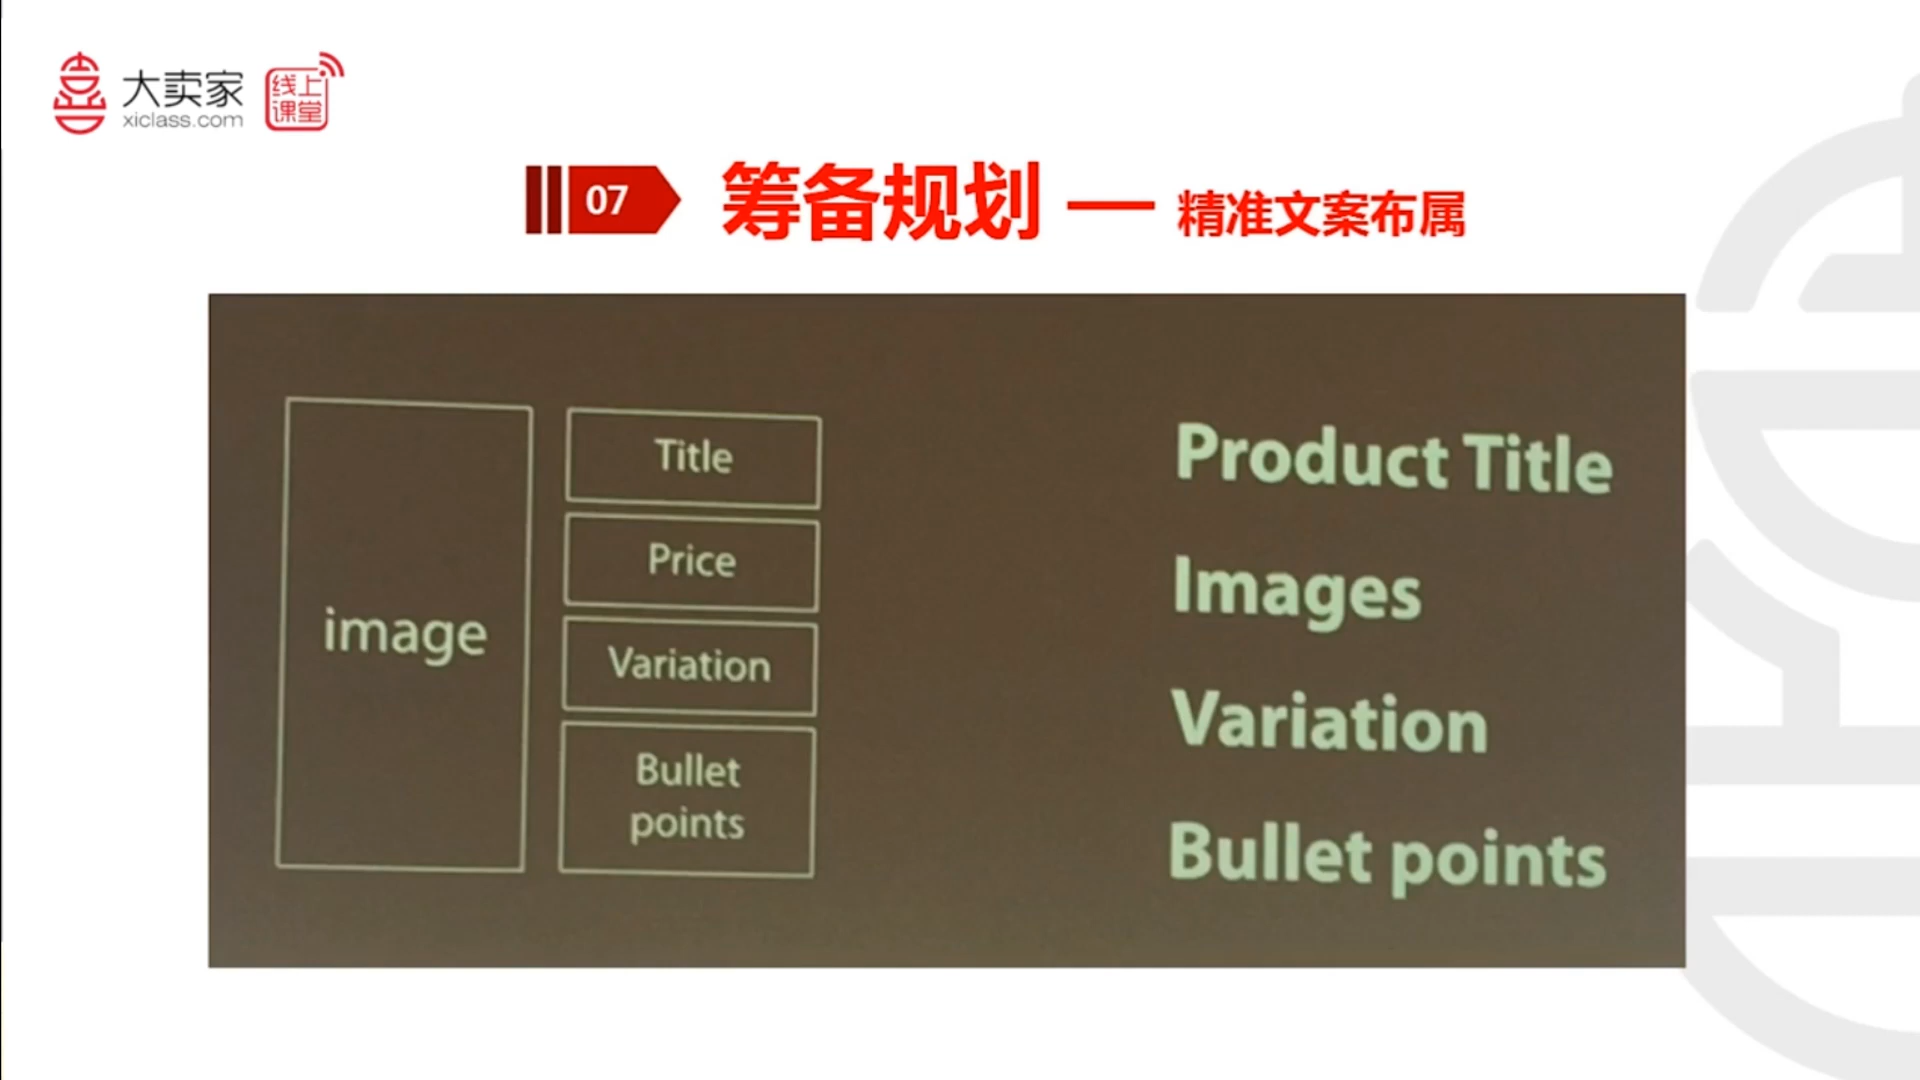 大卖家
xiclass.com
线上
课堂
07
筹备规划 — 精准文案布属
image
Title
Price
Variation
Bullet
points
Product Title
Images
Variation
Bullet points